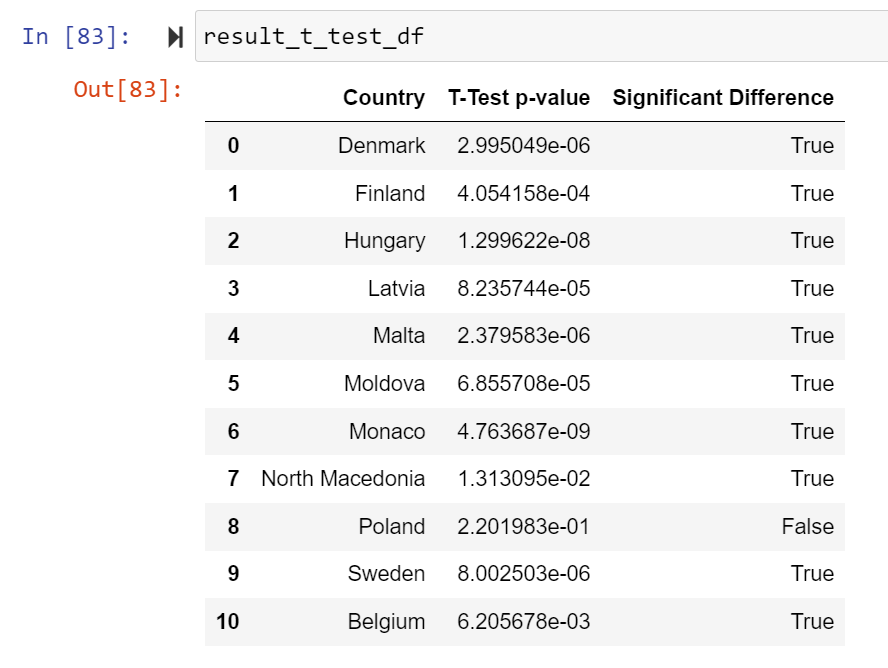 In [83]: result_t_test_df
Out[83]:
Country T-Test p-value Significant Difference
0 Denmark 2.995049e-06 True
1 Finland 4.054158e-04 True
2 Hungary 1.299622e-08 True
3 Latvia 8.235744e-05 True
4 Malta 2.379583e-06 True
5 Moldova 6.855708e-05 True
6 Monaco 4.763687e-09 True
7 North Macedonia 1.313095e-02 True
8 Poland 2.201983e-01 False
9 Sweden 8.002503e-06 True
10 Belgium 6.205678e-03 True